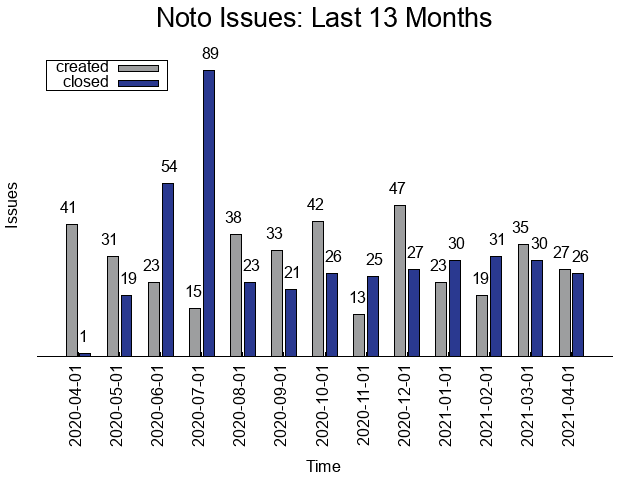 Noto Issues: Last 13 Months
created
closed
Issues
41 1 31 19 23 54 15 89 38 23 33 21 42 26 13 25 47 27 23 30 19 31 35 30 27 26
2020-04-01
2020-05-01
2020-06-01
2020-07-01
2020-08-01
2020-09-01
2020-10-01
2020-11-01
2020-12-01
2021-01-01
2021-02-01
2021-03-01
2021-04-01
Time